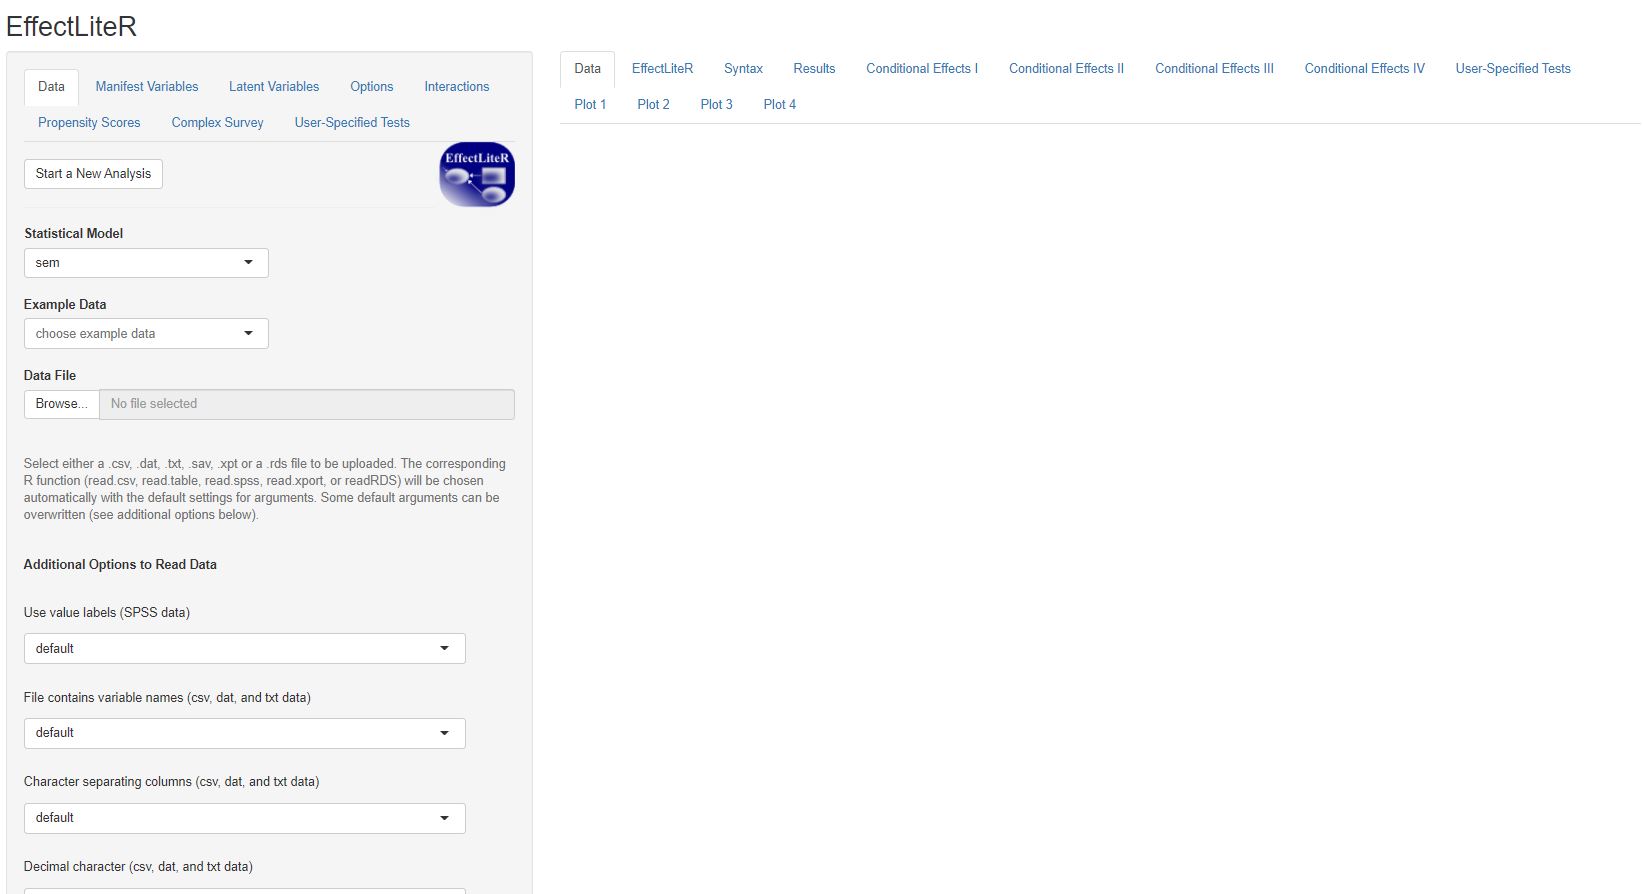 EffectLiteR
Data Manifest Variables Latent Variables Options Interactions
Propensity Scores Complex Survey User-Specified Tests
Start a New Analysis
EffectLiteR
Statistical Model
sem
Example Data
choose example data
Data File
Browse... No file selected
Select either a .csv, .dat, .txt, .sav, .xpt or a .rds file to be uploaded. The corresponding
R function (read.csv, read.table, read.spss, read.xport, or readRDS) will be chosen
automatically with the default settings for arguments. Some default arguments can be
overwritten (see additional options below).
Additional Options to Read Data
Use value labels (SPSS data)
default
File contains variable names (csv, dat, and txt data)
default
Character separating columns (csv, dat, and txt data)
default
Decimal character (csv, dat, and txt data)
Data EffectLiteR Syntax Results Conditional Effects I Conditional Effects II Conditional Effects III Conditional Effects IV User-Specified Tests
Plot 1 Plot 2 Plot 3 Plot 4